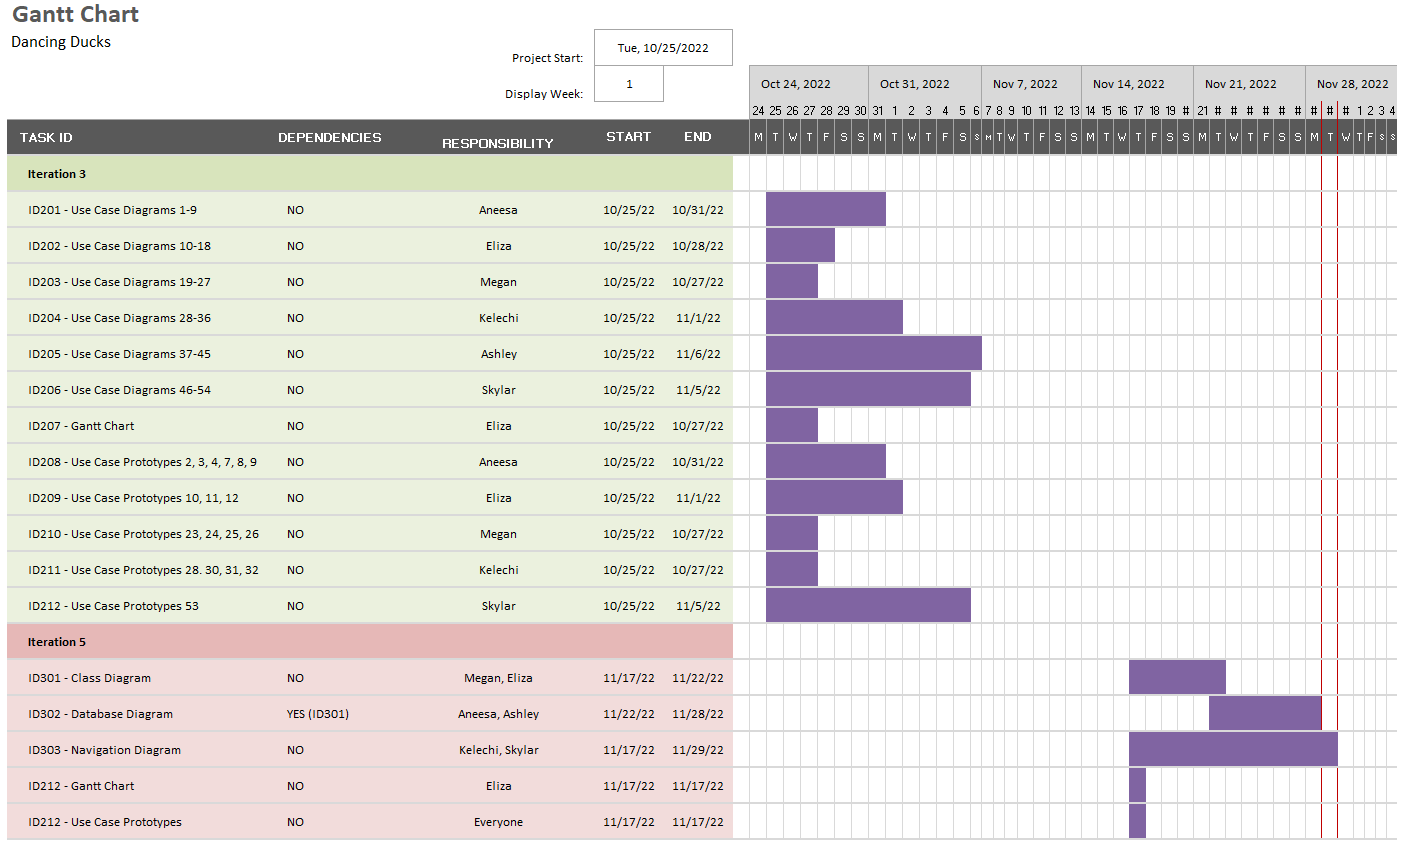 Gantt Chart
Dancing Ducks
Project Start: Tue, 10/25/2022
Display Week: 1
Oct 24, 2022 Oct 31, 2022 Nov 7, 2022 Nov 14, 2022 Nov 21, 2022 Nov 28, 2022
24 25 26 27 28 29 30 31 1 2 3 4 5 6 7 8 9 10 11 12 13 14 15 16 17 18 19 # 21 # # # # # # # # # 1 2 3 4
TASK ID DEPENDENCIES RESPONSIBILITY START END M T W T F S S M T W T F S S M T W T F S S M T W T F S S M T W T F S S M T W T F S S
Iteration 3
ID201 - Use Case Diagrams 1-9 NO Aneesa 10/25/22 10/31/22
ID202 - Use Case Diagrams 10-18 NO Eliza 10/25/22 10/28/22
ID203 - Use Case Diagrams 19-27 NO Megan 10/25/22 10/27/22
ID204 - Use Case Diagrams 28-36 NO Kelechi 10/25/22 11/1/22
ID205 - Use Case Diagrams 37-45 NO Ashley 10/25/22 11/6/22
ID206 - Use Case Diagrams 46-54 NO Skylar 10/25/22 11/5/22
ID207 - Gantt Chart NO Eliza 10/25/22 10/27/22
ID208 - Use Case Prototypes 2, 3, 4, 7, 8, 9 NO Aneesa 10/25/22 10/31/22
ID209 - Use Case Prototypes 10, 11, 12 NO Eliza 10/25/22 11/1/22
ID210 - Use Case Prototypes 23, 24, 25, 26 NO Megan 10/25/22 10/27/22
ID211 - Use Case Prototypes 28. 30, 31, 32 NO Kelechi 10/25/22 10/27/22
ID212 - Use Case Prototypes 53 NO Skylar 10/25/22 11/5/22
Iteration 5
ID301 - Class Diagram NO Megan, Eliza 11/17/22 11/22/22
ID302 - Database Diagram YES (ID301) Aneesa, Ashley 11/22/22 11/28/22
ID303 - Navigation Diagram NO Kelechi, Skylar 11/17/22 11/29/22
ID212 - Gantt Chart NO Eliza 11/17/22 11/17/22
ID212 - Use Case Prototypes NO Everyone 11/17/22 11/17/22